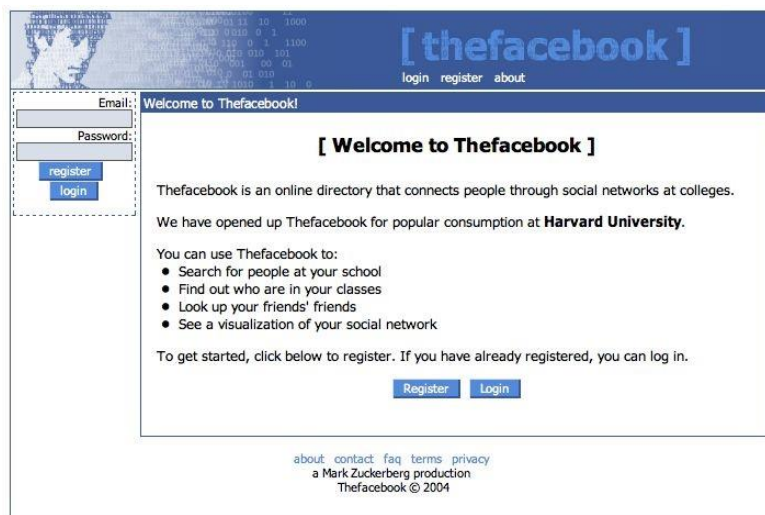 [ thefacebook ]
login register about
Email:
Password:
register
login
Welcome to Thefacebook!
[ Welcome to Thefacebook ]
Thefacebook is an online directory that connects people through social networks at colleges.
We have opened up Thefacebook for popular consumption at Harvard University.
You can use Thefacebook to:
• Search for people at your school
• Find out who are in your classes
• Look up your friends' friends
• See a visualization of your social network
To get started, click below to register. If you have already registered, you can log in.
Register Login
about contact faq terms privacy
a Mark Zuckerberg production
Thefacebook © 2004